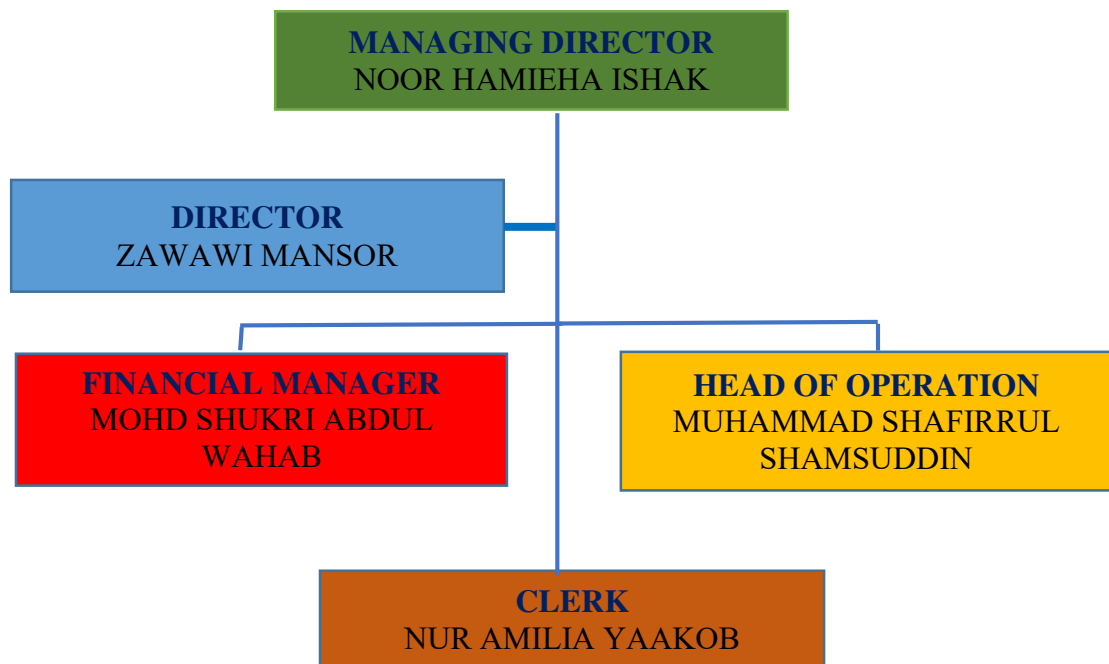 MANAGING DIRECTOR
NOOR HAMIEHA ISHAK
DIRECTOR
ZAWAWI MANSOR
FINANCIAL MANAGER
MOHD SHUKRI ABDUL
WAHAB
HEAD OF OPERATION
MUHAMMAD SHAFIRRUL
SHAMSUDDIN
CLERK
NUR AMILIA YAAKOB